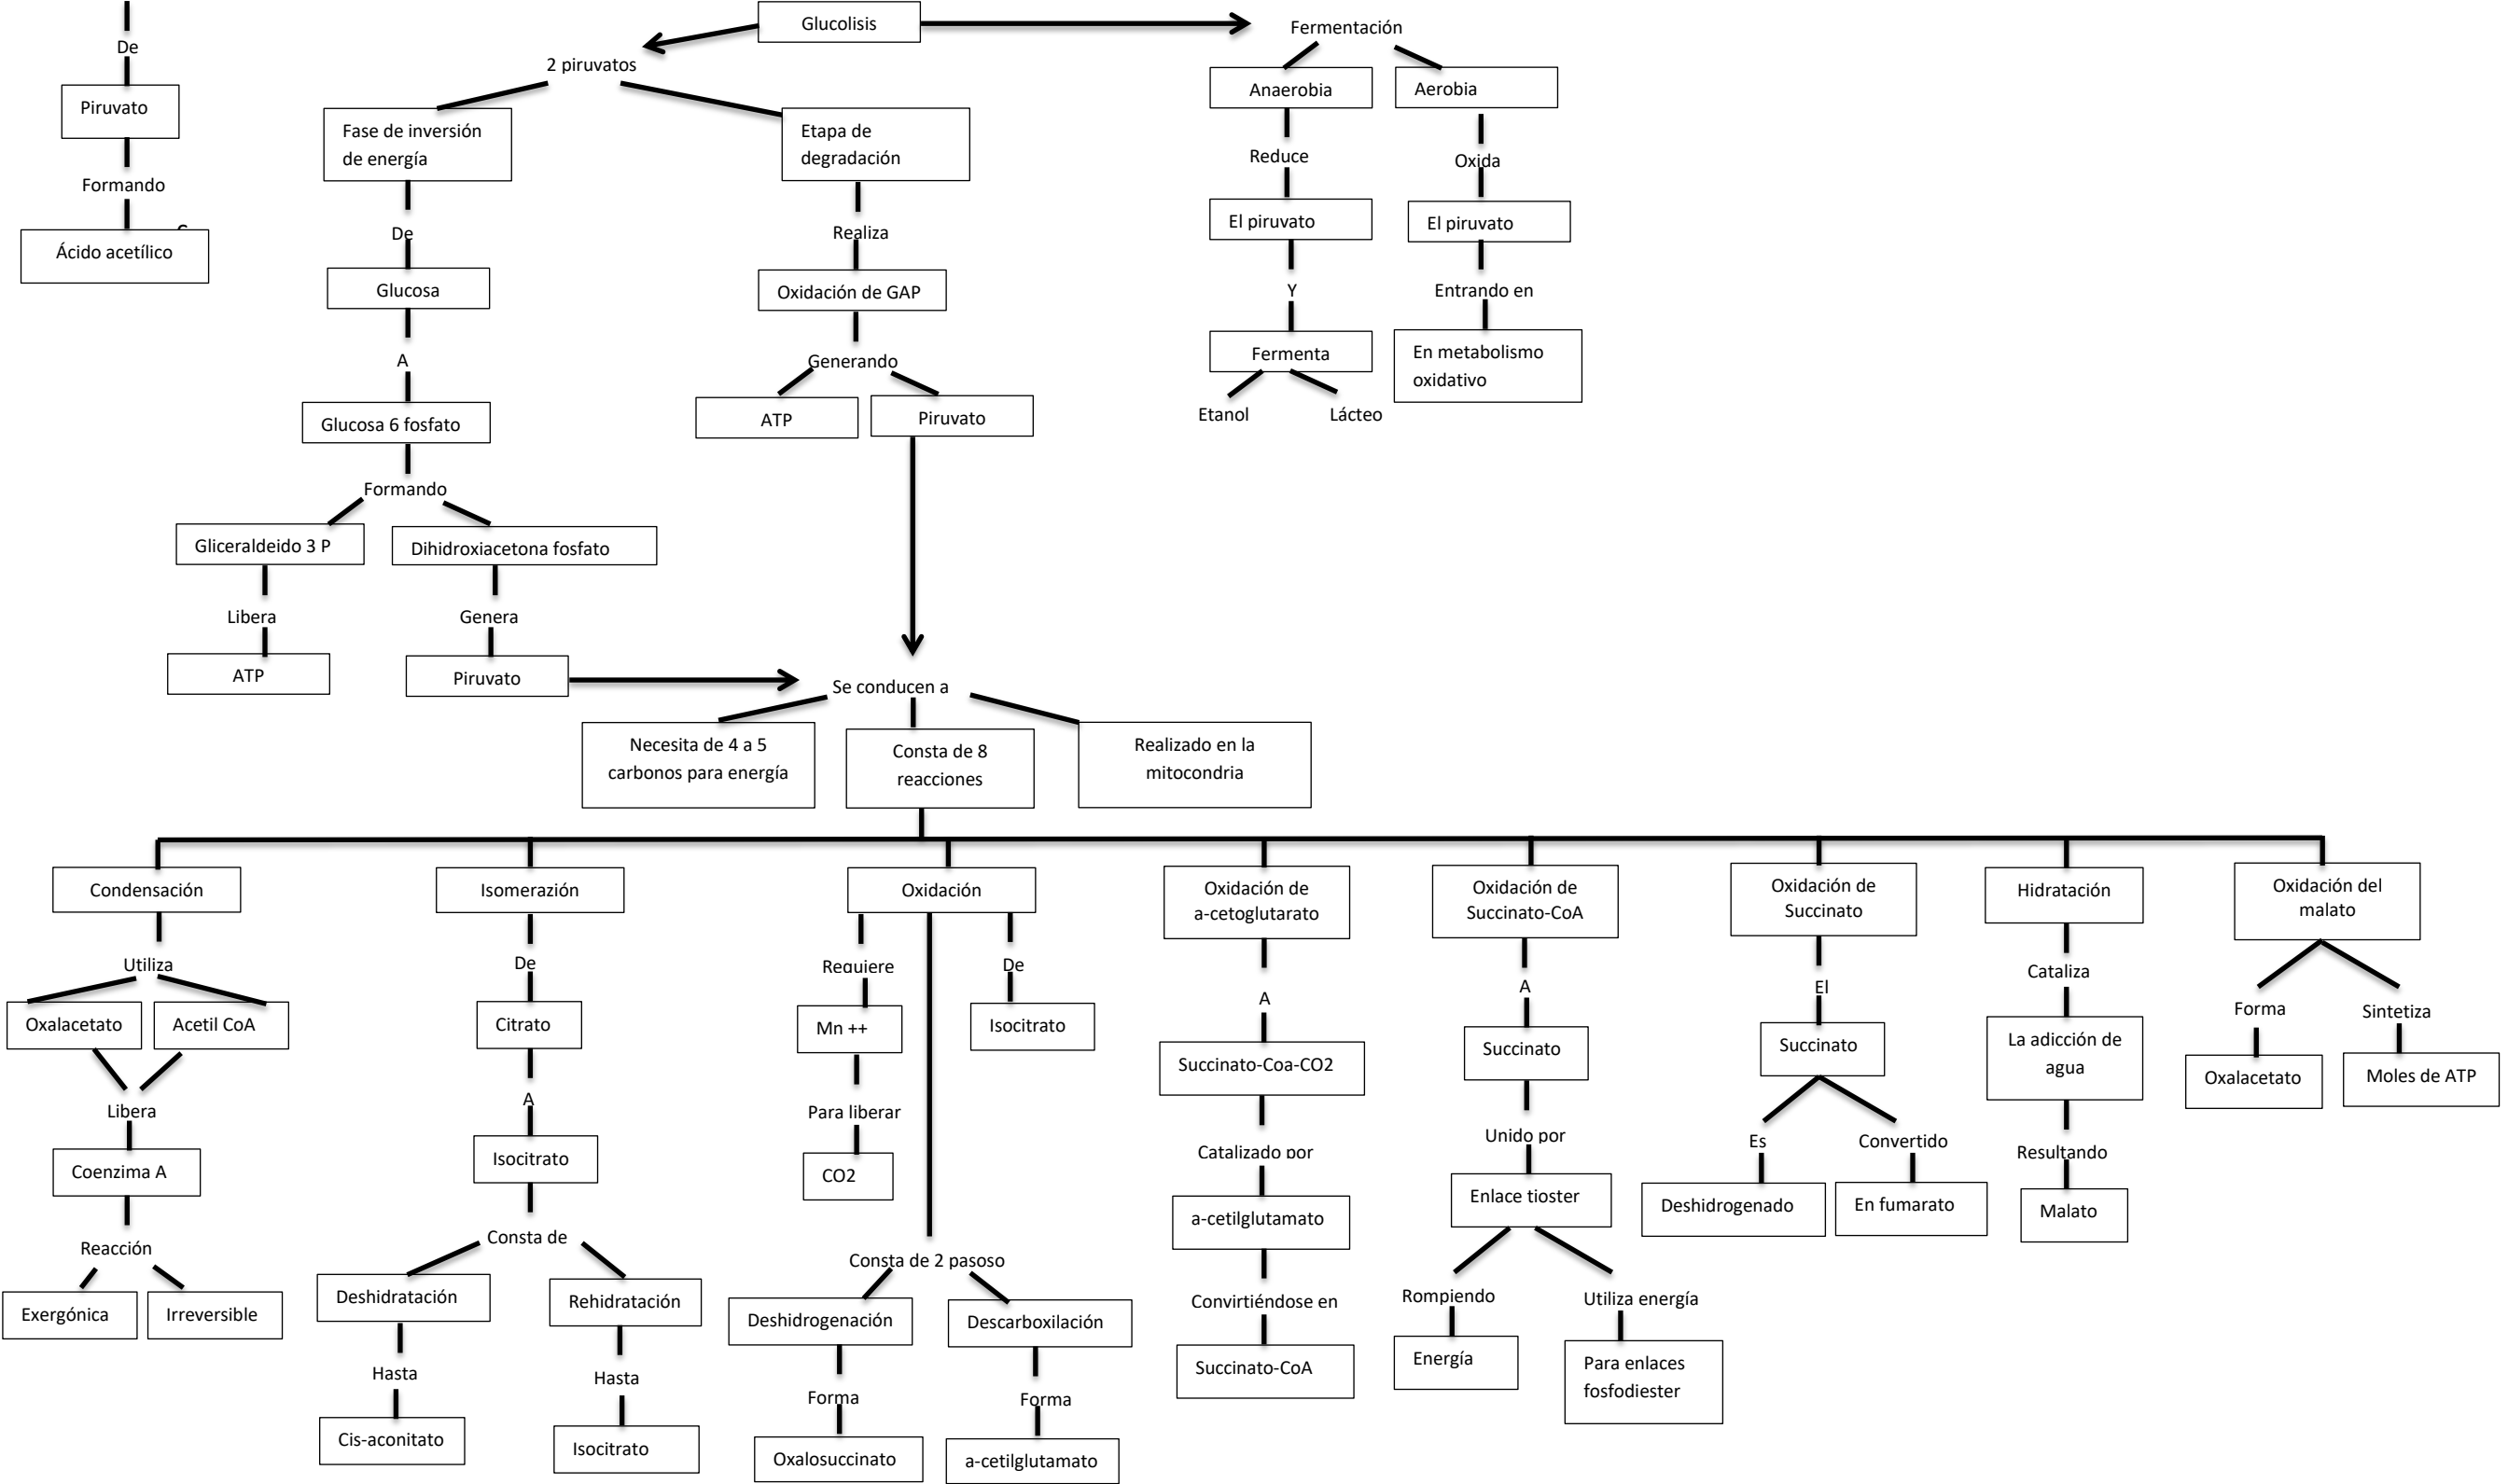 Glucolisis
Fermentación
De
2 piruvatos
Piruvato
Formando
Ácido acetílico
Fase de inversión
de energía
De
Glucosa
A
Glucosa 6 fosfato
Formando
Gliceraldeido 3 P
Dihidroxiacetona fosfato
Libera
Genera
ATP
Piruvato
Etapa de
degradación
Realiza
Oxidación de GAP
Generando
ATP
Piruvato
Anaerobia
Aerobia
Reduce
Oxida
El piruvato
El piruvato
Y
Entrando en
Fermenta
En metabolismo
oxidativo
Etanol
Lácteo
Se conducen a
Necesita de 4 a 5
carbonos para energía
Consta de 8
reacciones
Realizado en la
mitocondria
Condensación
Utiliza
Oxalacetato
Acetil CoA
Libera
Coenzima A
Reacción
Exergónica
Irreversible
Isomerazión
De
Citrato
A
Isocitrato
Consta de
Deshidratación
Rehidratación
Hasta
Hasta
Cis-aconitato
Isocitrato
Oxidación
Requiere
De
Mn ++
Isocitrato
Para liberar
CO2
Consta de 2 pasoso
Deshidrogenación
Descarboxilación
Forma
Forma
Oxalosuccinato
a-cetilglutamato
Oxidación de
a-cetoglutarato
A
Succinato-Coa-CO2
Catalizado por
a-cetilglutamato
Convirtiéndose en
Succinato-CoA
Oxidación de
Succinato-CoA
A
Succinato
Unido por
Enlace tioster
Rompiendo
Utiliza energía
Energía
Para enlaces
fosfodiester
Oxidación de
Succinato
El
Succinato
Es
Convertido
Deshidrogenado
En fumarato
Hidratación
Cataliza
La adicción de
agua
Resultando
Malato
Oxidación del
malato
Forma
Sintetiza
Oxalacetato
Moles de ATP